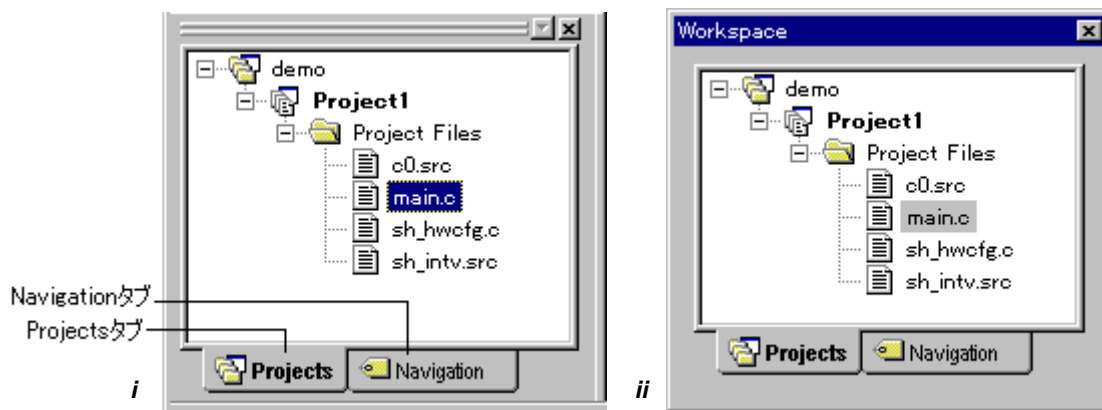 demo
Project1
Project Files
c0.src
main.c
sh_hwcfg.c
sh_intv.src
Navigationタブ
Projectsタブ
Projects
Navigation
i
Workspace
demo
Project1
Project Files
c0.src
main.c
sh_hwcfg.c
sh_intv.src
Projects
Navigation
ii